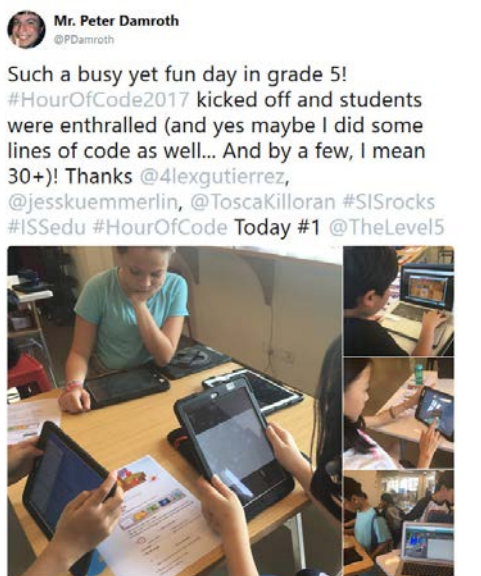 Mr. Peter Damroth
@PDamroth
Such a busy yet fun day in grade 5!
#HourOfCode2017 kicked off and students
were enthralled (and yes maybe I did some
lines of code as well... And by a few, I mean
30+)! Thanks @4lexgutierrez,
@jesskuemmerlin, @ToscaKilloran #SISrocks
#ISSedu #HourOfCode Today #1 @TheLevel5